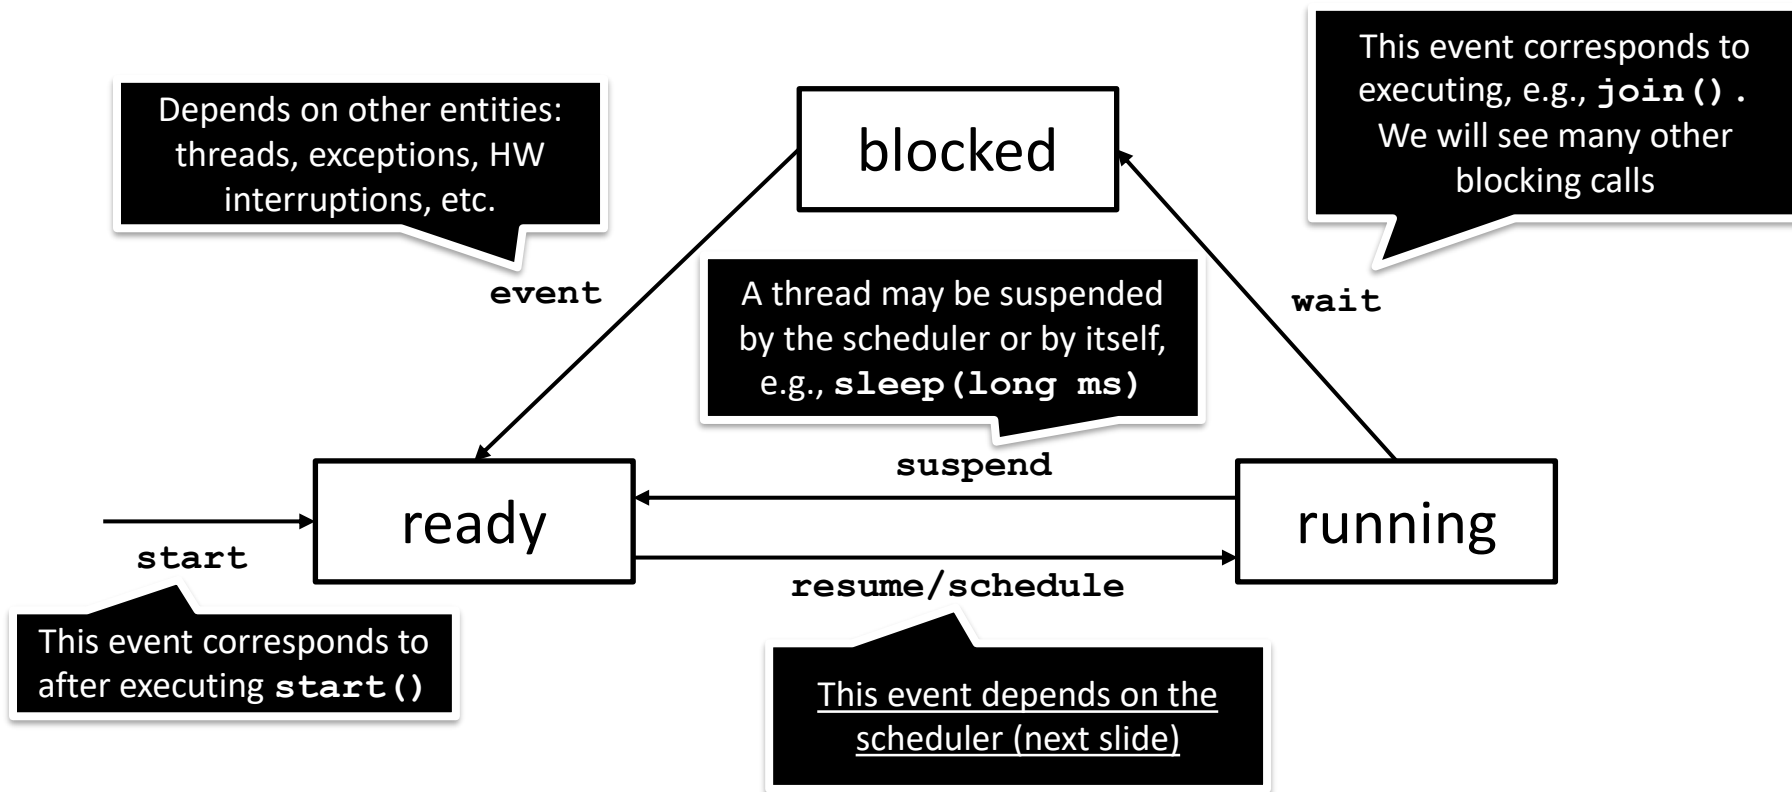 This event corresponds to
executing, e.g., join().
We will see many other
blocking calls
Depends on other entities:
threads, exceptions, HW
interruptions, etc.
blocked
event
A thread may be suspended
by the scheduler or by itself,
e.g., sleep(long ms)
wait
suspend
ready
running
start
resume/schedule
This event corresponds to
after executing start()
This event depends on the
scheduler (next slide)